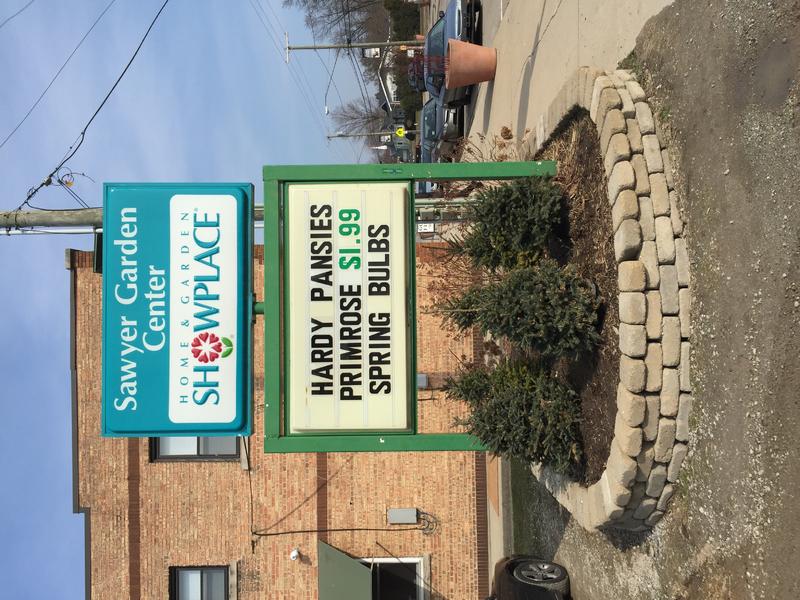 Sawyer Garden
Center
HOME & GARDEN
SHOWPLACE®
HARDY PANSIES
PRIMROSE $1.99
SPRING BULBS